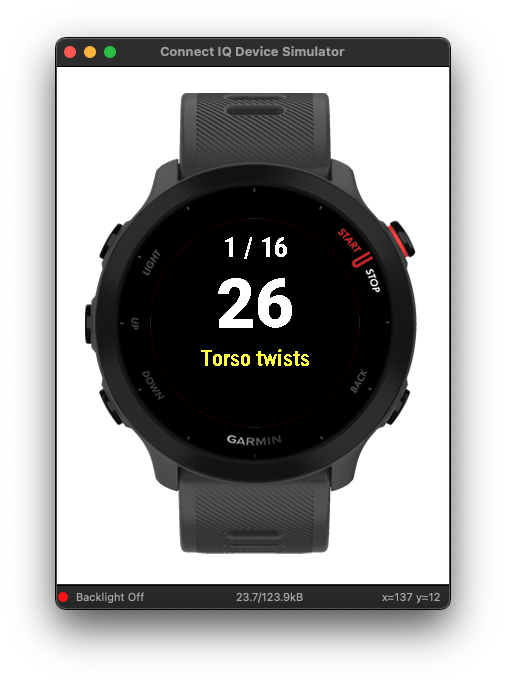 Connect IQ Device Simulator
START
STOP
LIGHT
1 / 16
26
UP
Torso twists
DOWN
BACK
GARMIN
Backlight Off
23.7/123.9kB
x=137 y=12